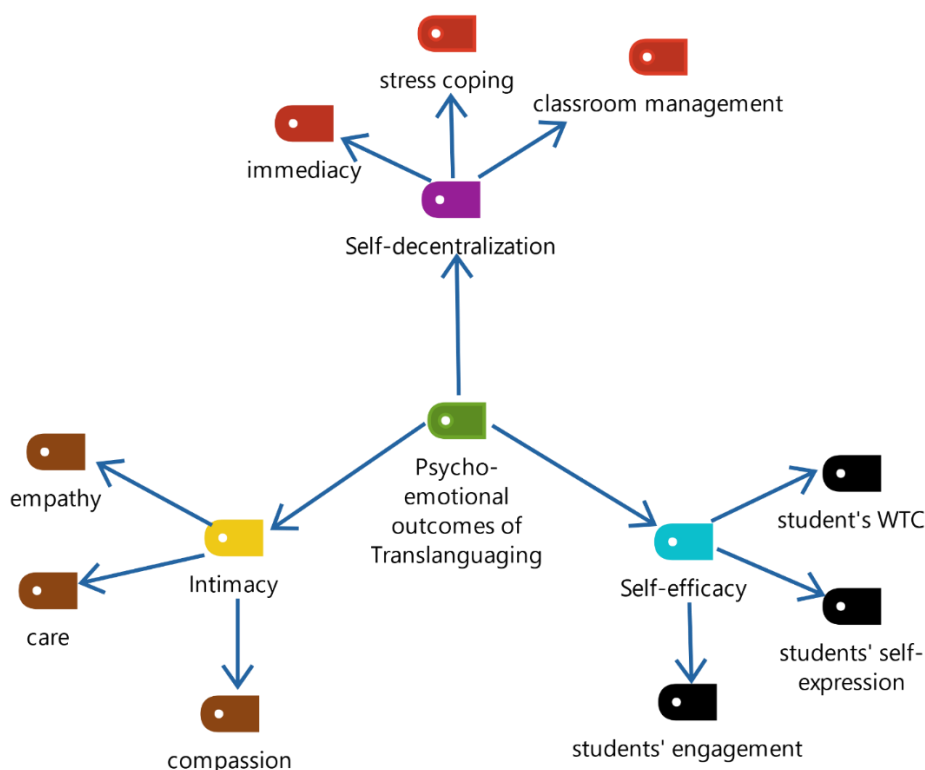 stress coping
classroom management
immediacy
Self-decentralization
Psycho-
emotional
outcomes of
Translanguaging
empathy
Intimacy
care
compassion
student's WTC
Self-efficacy
students' self-
expression
students' engagement